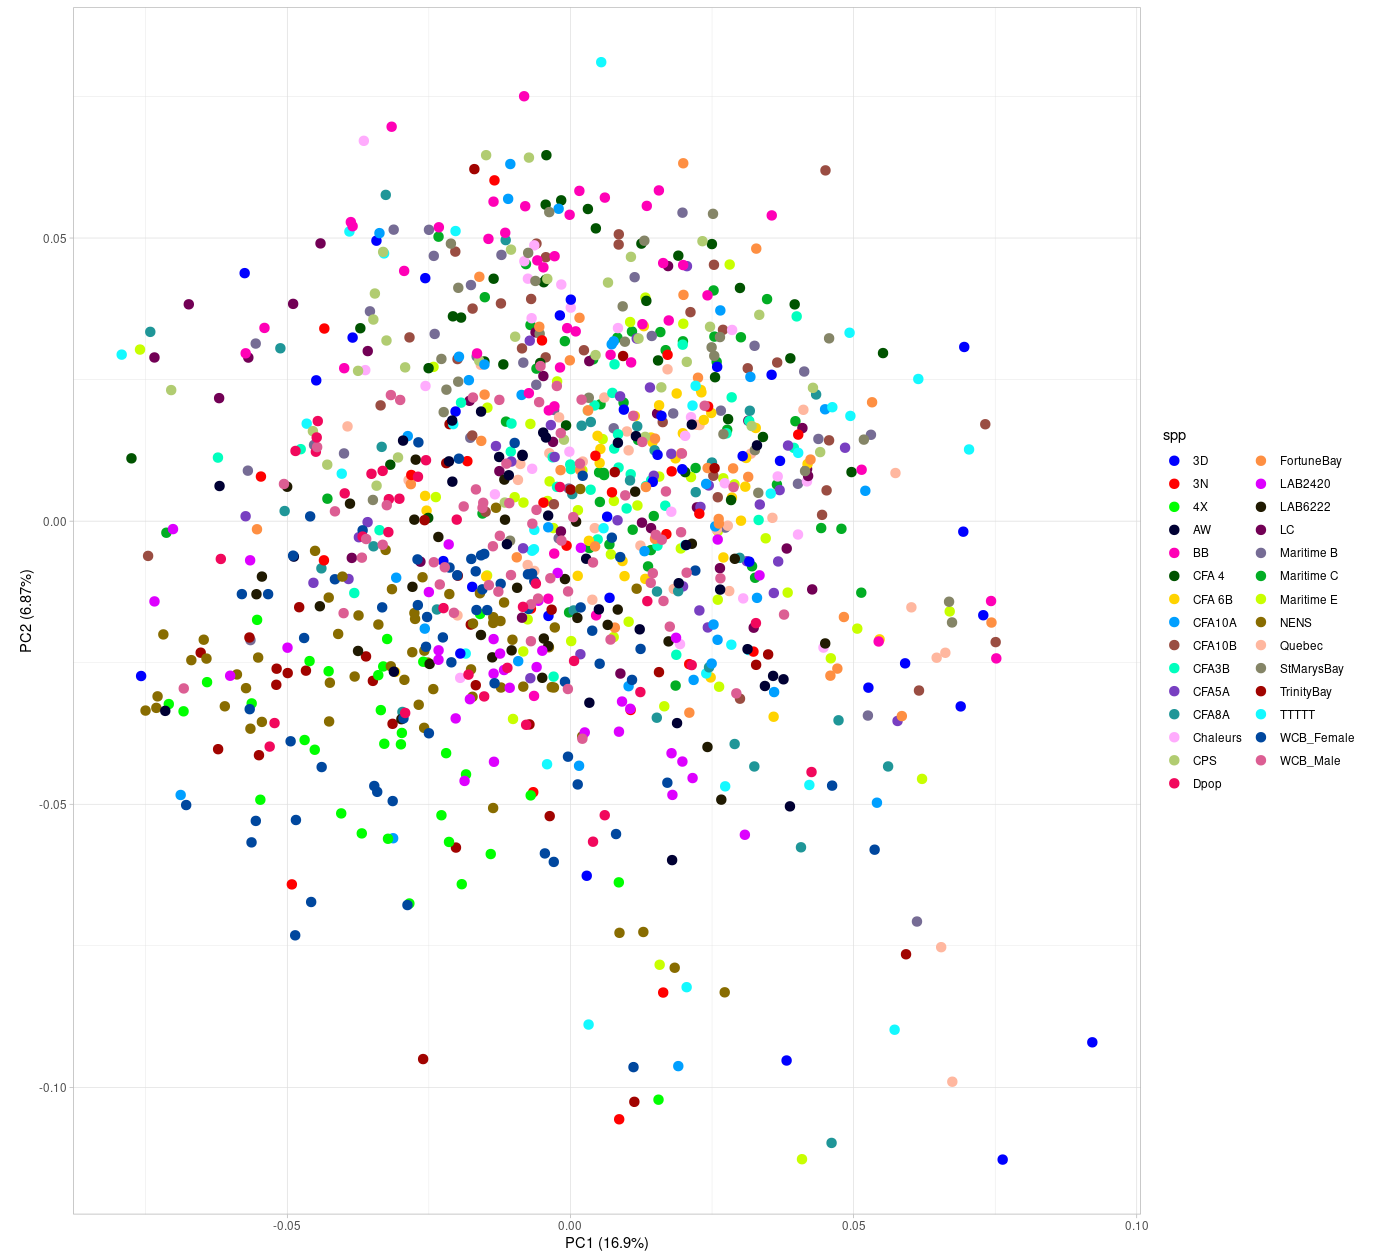 0.05
0.00
-0.05
-0.10
PC2 (6.87%)
-0.05
0.00
0.05
0.10
PC1 (16.9%)
spp
3D
3N
4X
AW
BB
CFA 4
CFA 6B
CFA10A
CFA10B
CFA3B
CFA5A
CFA8A
Chaleurs
CPS
Dpop
FortuneBay
LAB2420
LAB6222
LC
Maritime B
Maritime C
Maritime E
NENS
Quebec
StMarysBay
TrinityBay
TTTTT
WCB_Female
WCB_Male